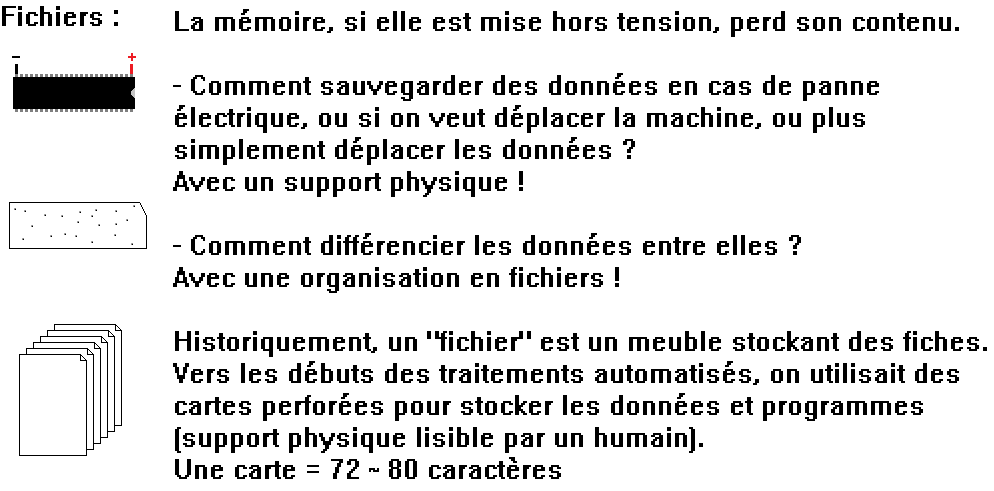 Fichiers :
La mémoire, si elle est mise hors tension, perd son contenu.
- +
- Comment sauvegarder des données en cas de panne
électrique, ou si on veut déplacer la machine, ou plus
simplement déplacer les données ?
Avec un support physique !
- Comment différencier les données entre elles ?
Avec une organisation en fichiers !
Historiquement, un "fichier" est un meuble stockant des fiches.
Vers les débuts des traitements automatisés, on utilisait des
cartes perforées pour stocker les données et programmes
(support physique lisible par un humain).
Une carte = 72 ~ 80 caractères